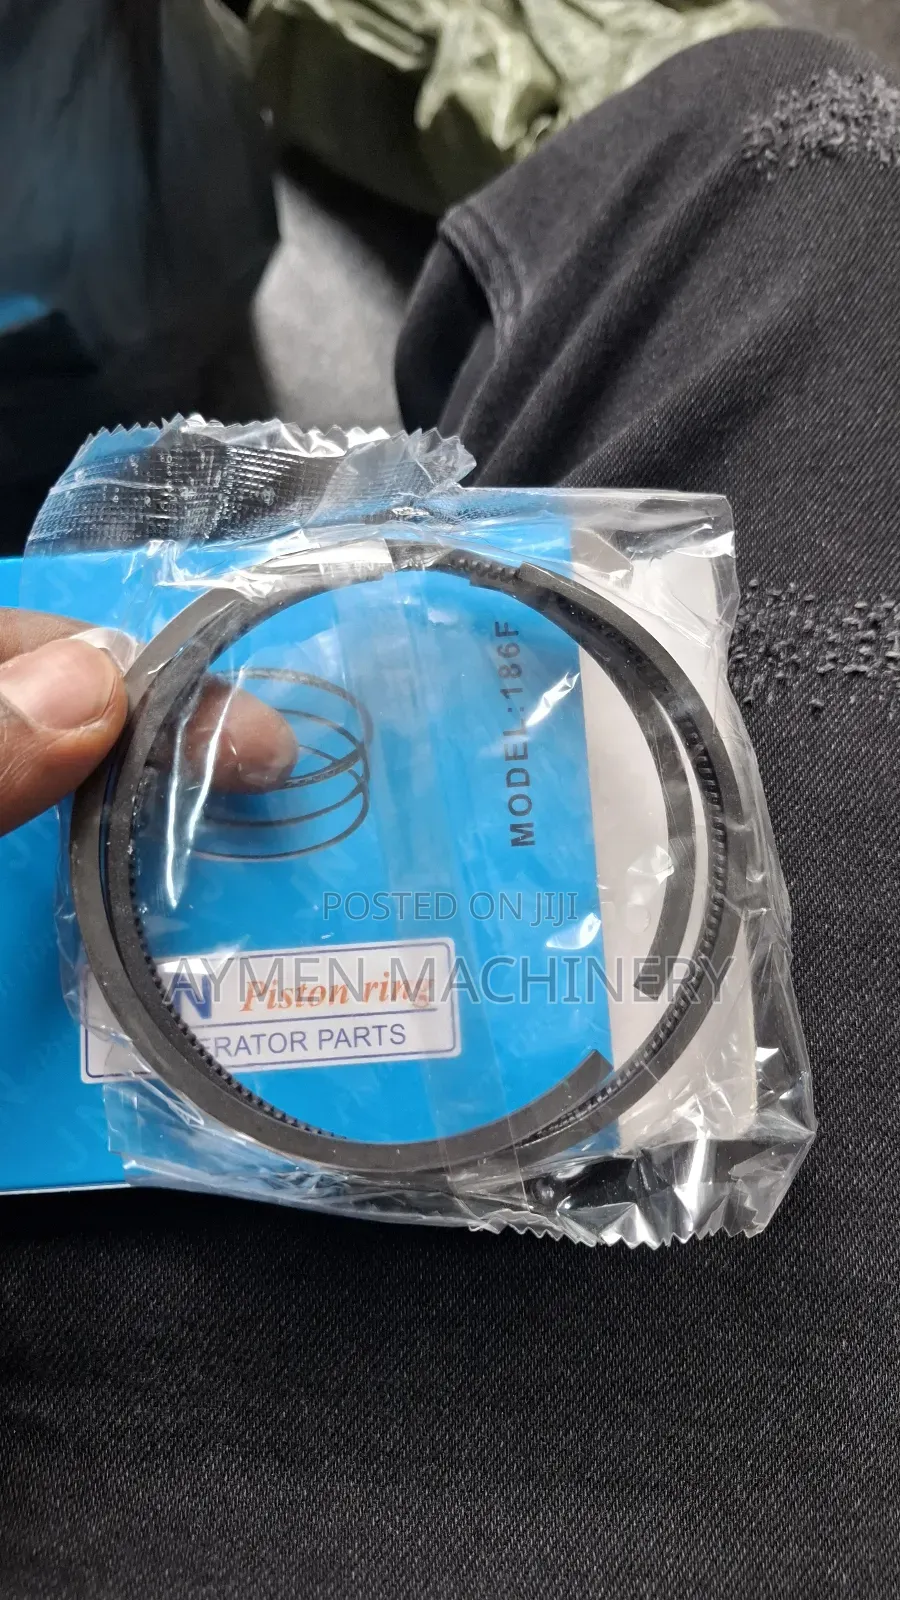 MODEL:186F
POSTED ON JIJI
AYMEN MACHINERY
N Piston ring
ERATOR PARTS